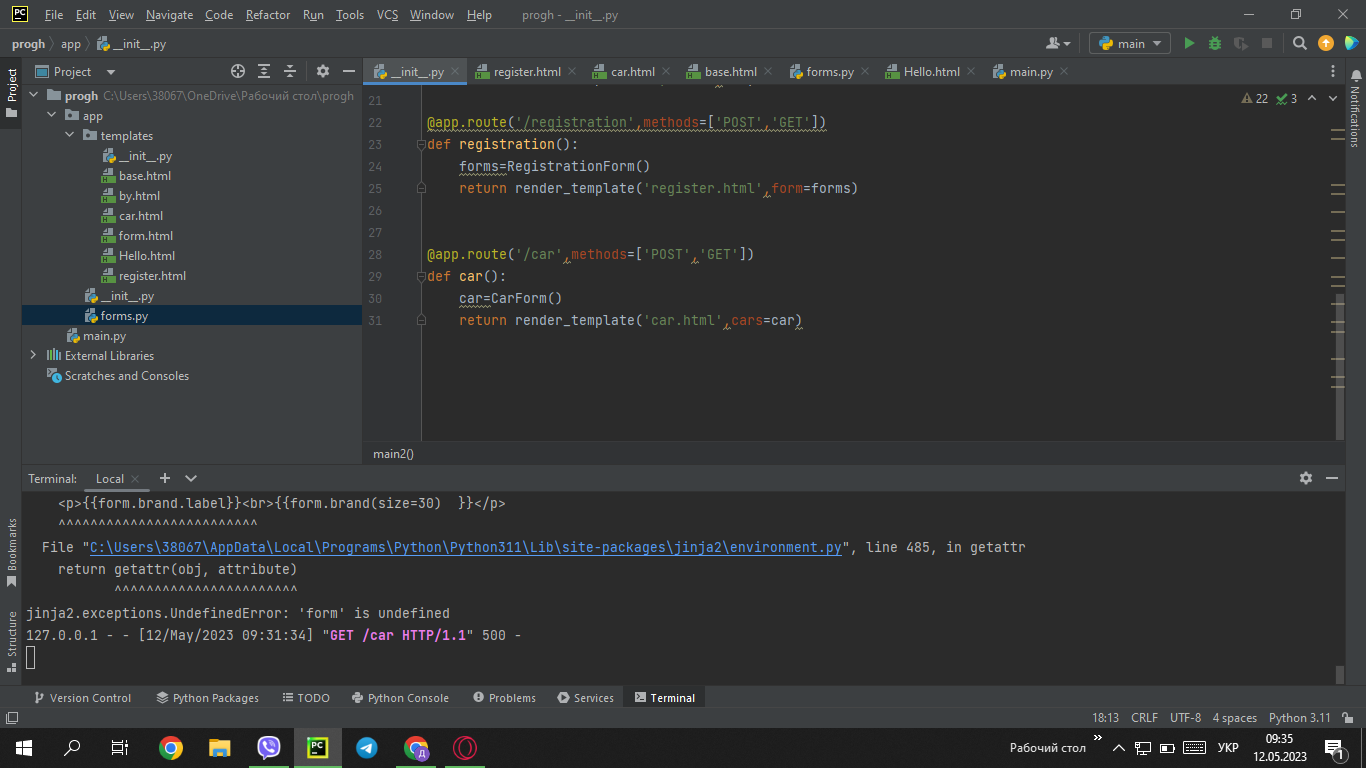 PC File Edit View Navigate Code Refactor Run Tools VCS Window Help progh - __init__.py
progh app __init__.py main
Project
Project
__init__.py register.html car.html base.html forms.py Hello.html main.py
Notifications
progh C:\Users\38067\OneDrive\Рабочий стол\progh
app
templates
__init__.py
base.html
by.html
car.html
form.html
Hello.html
register.html
__init__.py
forms.py
main.py
External Libraries
Scratches and Consoles
22 3
21
22 @app.route('/registration',methods=['POST','GET'])
23 def registration():
24 forms=RegistrationForm()
25 return render_template('register.html',form=forms)
26
27
28 @app.route('/car',methods=['POST','GET'])
29 def car():
30 car=CarForm()
31 return render_template('car.html',cars=car)
main2()
Terminal: Local
<p>{{form.brand.label}}<br>{{form.brand(size=30)  }}</p>
^^^^^^^^^^^^^^^^^^^^^^^^^
File "C:\Users\38067\AppData\Local\Programs\Python\Python311\Lib\site-packages\jinja2\environment.py", line 485, in getattr
return getattr(obj, attribute)
^^^^^^^^^^^^^^^^^^^^^^^
jinja2.exceptions.UndefinedError: 'form' is undefined
127.0.0.1 - - [12/May/2023 09:31:34] "GET /car HTTP/1.1" 500 -
Bookmarks
Structure
Version Control Python Packages TODO Python Console Problems Services Terminal
18:13 CRLF UTF-8 4 spaces Python 3.11
PC Д Рабочий стол УКР 09:35
12.05.2023 1